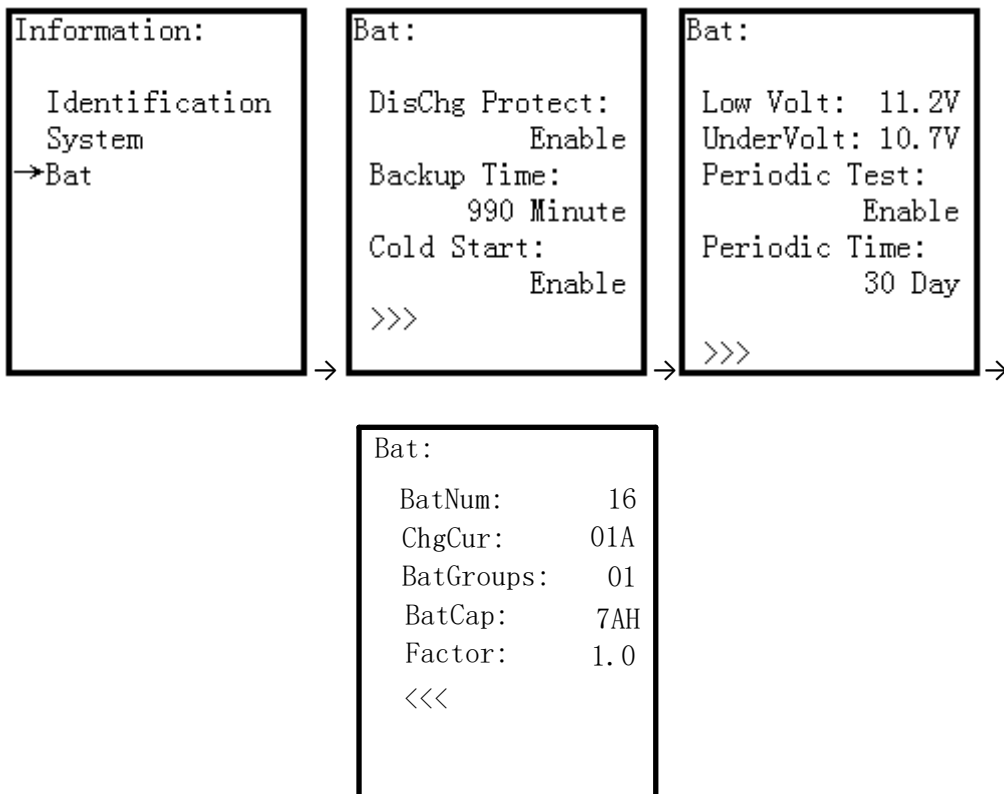 Information:
Identification
System
→Bat
→
Bat:
DisChg Protect:
Enable
Backup Time:
990 Minute
Cold Start:
Enable
>>>
→
Bat:
Low Volt: 11.2V
UnderVolt: 10.7V
Periodic Test:
Enable
Periodic Time:
30 Day
>>>
→
Bat:
BatNum: 16
ChgCur: 01A
BatGroups: 01
BatCap: 7AH
Factor: 1.0
<<<